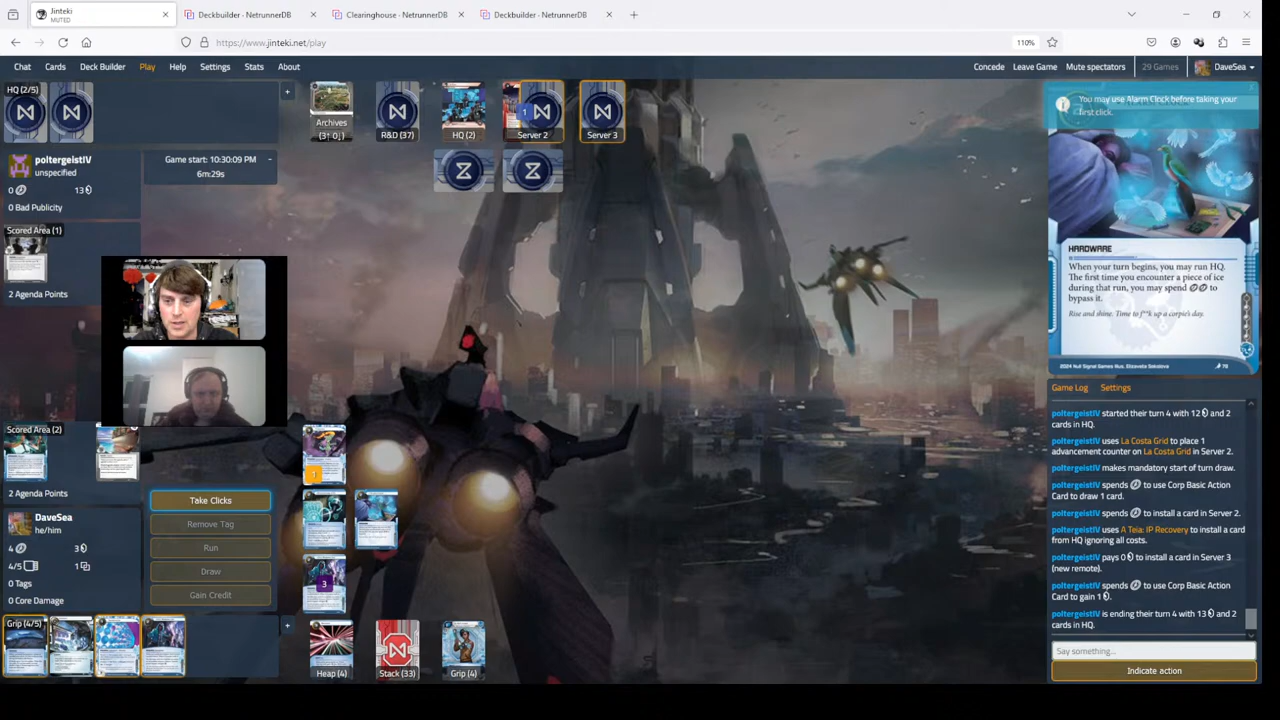 Jinteki
MUTED
Deckbuilder - NetrunnerDB
Clearinghouse - NetrunnerDB
Deckbuilder - NetrunnerDB
https://www.jinteki.net/play
110%
Chat
Cards
Deck Builder
Play
Help
Settings
Stats
About
Concede
Leave Game
Mute spectators
29 Games
DaveSea
HQ (2/5)
Archives
(3↑ 0↓)
R&D (37)
HQ (2)
1
Server 2
Server 3
poltergeistIV
unspecified
0
13
0 Bad Publicity
Game start: 10:30:09 PM
6m:29s
Scored Area (1)
2 Agenda Points
You may use Alarm Clock before taking your
first click.
HARDWARE
When your turn begins, you may run HQ.
The first time you encounter a piece of ice
during that run, you may spend
to
bypass it.
Rise and shine. Time to f**k up a corpie's day.
Game Log
Settings
poltergeistIV started their turn 4 with 12 and 2
cards in HQ.
poltergeistIV uses La Costa Grid to place 1
advancement counter on La Costa Grid in Server 2.
poltergeistIV makes mandatory start of turn draw.
poltergeistIV spends to use Corp Basic Action
Card to draw 1 card.
poltergeistIV spends to install a card in Server 2.
poltergeistIV uses A Teia: IP Recovery to install a card
from HQ ignoring all costs.
poltergeistIV pays 0 to install a card in Server 3
(new remote).
poltergeistIV spends to use Corp Basic Action
Card to gain 1.
poltergeistIV is ending their turn 4 with 13 and 2
cards in HQ.
Say something...
Indicate action
Scored Area (2)
2 Agenda Points
DaveSea
he/him
4
3
4/5
1
0 Tags
0 Core Damage
Take Clicks
Remove Tag
Run
Draw
Gain Credit
1
3
Grip (4/5)
Heap (4)
Stack (33)
Grip (4)